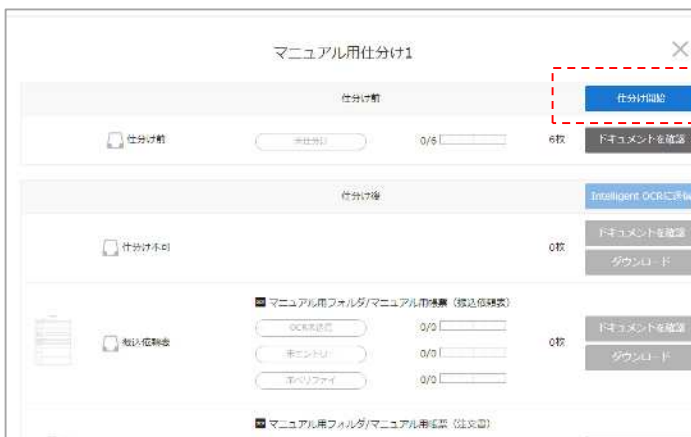 マニュアル用仕分け1
仕分け前
仕分け開始
仕分け前
未仕分け
0/6
6枚
ドキュメントを確認
仕分け後
Intelligent OCRに送信
仕分け不可
0枚
ドキュメントを確認
ダウンロード
マニュアル用フォルダ/マニュアル用帳票（振込依頼表）
振込依頼表
OCR未送信
0/0
未エントリ
0/0
未ベリファイ
0/0
0枚
ドキュメントを確認
ダウンロード
マニュアル用フォルダ/マニュアル用帳票（注文書）